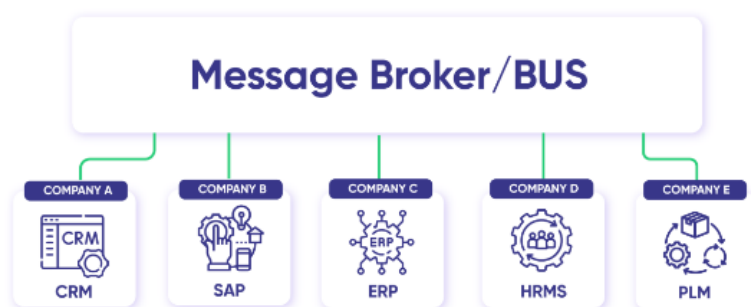 Message Broker/BUS
COMPANY A
COMPANY B
COMPANY C
COMPANY D
COMPANY E
CRM
ERP
CRM
SAP
ERP
HRMS
PLM